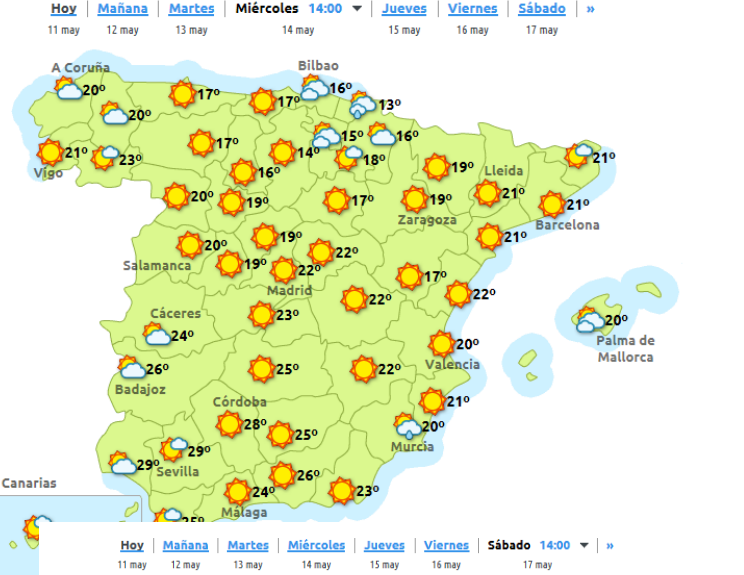 Hoy Mañana Martes Miércoles 14:00 Jueves Viernes Sábado »
11 may 12 may 13 may 14 may 15 may 16 may 17 may
Bilbao
A Coruña
20º 17º 17º 16º
20º 13º
17º 14º 15º 16º
21º 23º 18º 21º
Vigo 16º 19º Lleida
20º 19º 17º 19º 21º 21º
Zaragoza Barcelona
20º 19º 21º
Salamanca 19º 22º 22º 17º
Madrid 22º 22º
Cáceres 23º 20º
24º 20º Palma de
Mallorca
Valencia
26º 25º 22º
Badajoz
Córdoba 21º
28º 25º 20º
29º Murcia
29º Sevilla 26º
Canarias 24º 23º
Málaga
25º
Hoy Mañana Martes Miércoles Jueves Viernes Sábado 14:00 »
11 may 12 may 13 may 14 may 15 may 16 may 17 may